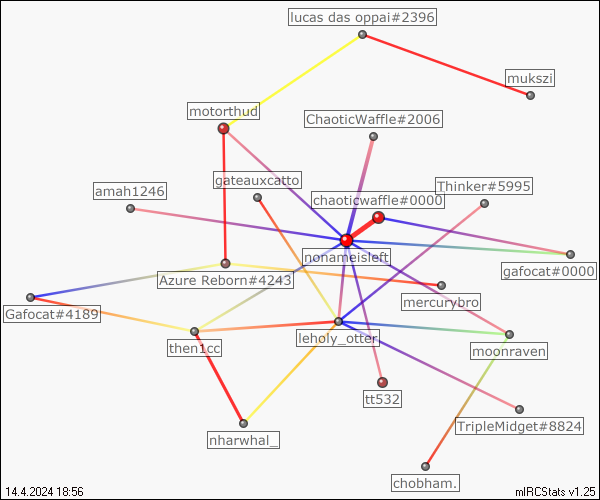 lucas das oppai#2396
mukszi
motorthud
ChaoticWaffle#2006
gateauxcatto
Thinker#5995
amah1246
chaoticwaffle#0000
nonameisleft
gafocat#0000
Azure Reborn#4243
mercurybro
Gafocat#4189
leholy_otter
then1cc
moonraven
tt532
TripleMidget#8824
nharwhal_
chobham.
14.4.2024 18:56
mIRCStats v1.25